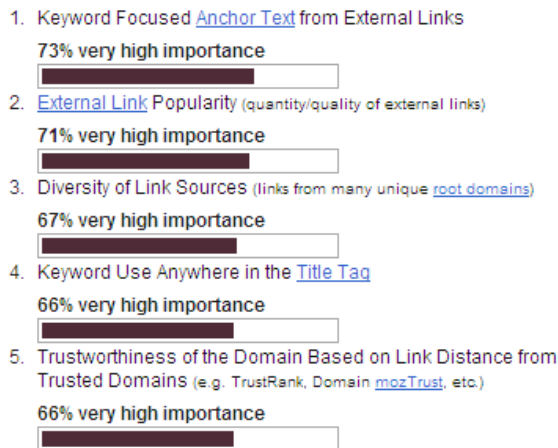 1. Keyword Focused Anchor Text from External Links
73% very high importance
2. External Link Popularity (quantity/quality of external links)
71% very high importance
3. Diversity of Link Sources (links from many unique root domains)
67% very high importance
4. Keyword Use Anywhere in the Title Tag
66% very high importance
5. Trustworthiness of the Domain Based on Link Distance from
Trusted Domains (e.g. TrustRank, Domain mozTrust, etc.)
66% very high importance